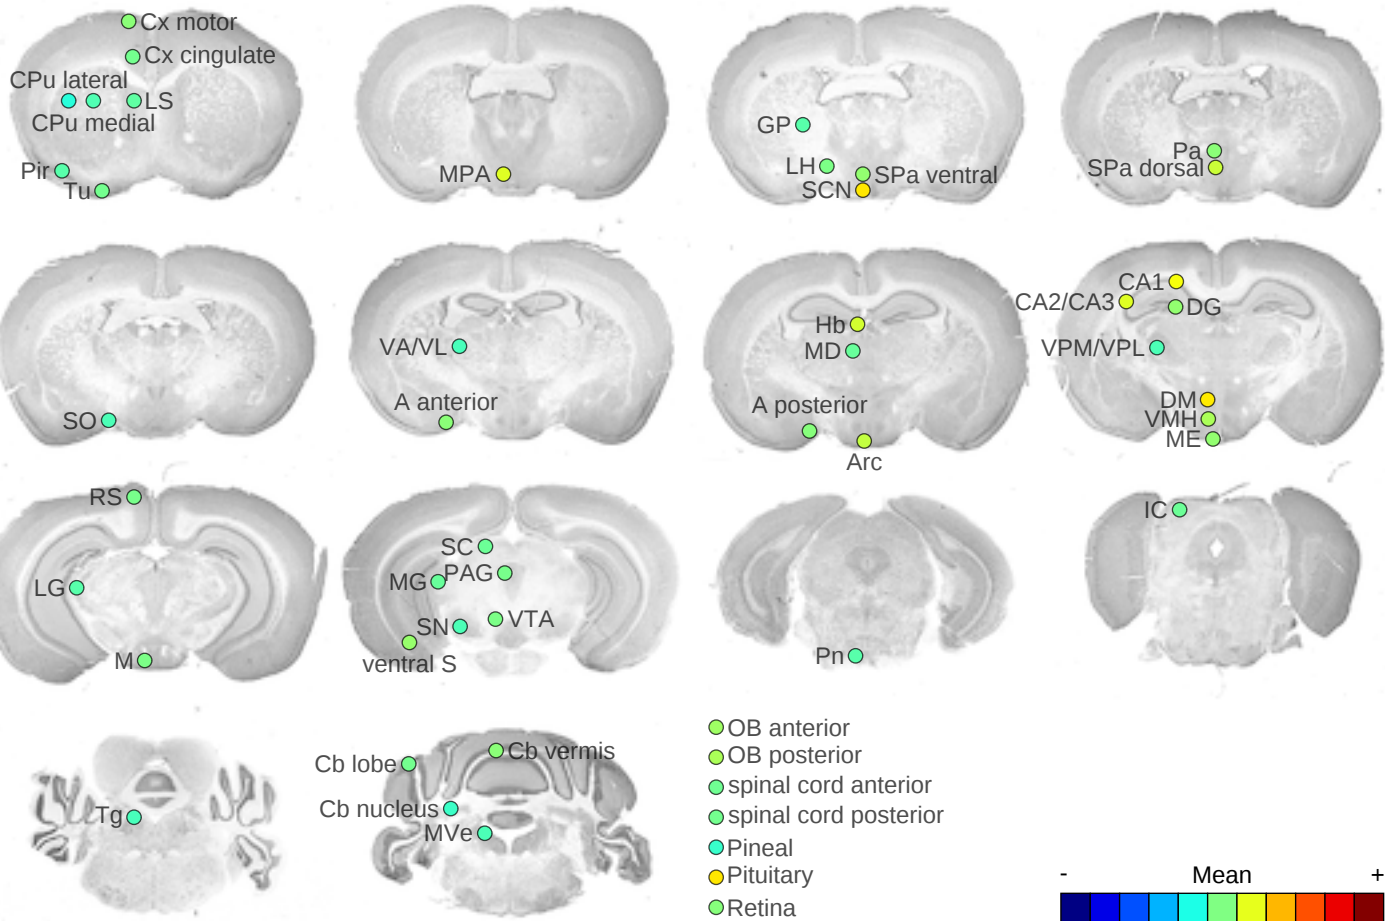 Cx motor
Cx cingulate
CPu lateral
LS
CPu medial
Pir
Tu
MPA
GP
LH
SPa ventral
SCN
Pa
SPa dorsal
SO
VA/VL
A anterior
Hb
MD
A posterior
Arc
CA1
CA2/CA3
DG
VPM/VPL
DM
VMH
ME
RS
LG
M
SC
MG
PAG
SN
VTA
ventral S
Pn
IC
Tg
Cb lobe
Cb vermis
Cb nucleus
MVe
OB anterior
OB posterior
spinal cord anterior
spinal cord posterior
Pineal
Pituitary
Retina
- Mean +